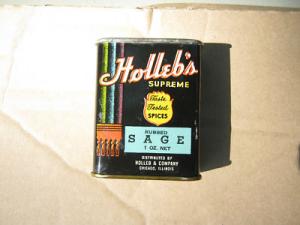 Holleb's
SUPREME
Taste
Tested
SPICES
RUBBED
SAGE
1 OZ. NET
DISTRIBUTED BY
HOLLEB & COMPANY
CHICAGO, ILLINOIS